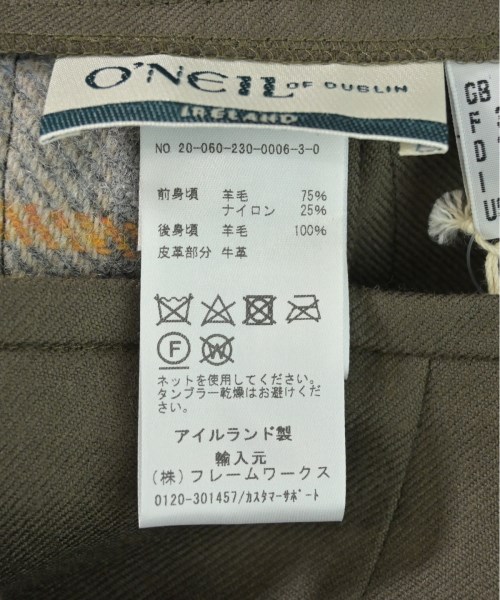 O'NEIL OF DUBLIN
IRELAND
NO 20-060-230-0006-3-0
前身頃 羊毛 75%
ナイロン 25%
後身頃 羊毛 100%
皮革部分 牛革
F W
ネットを使用してください。
タンブラー乾燥はお避けくだ
さい。
アイルランド製
輸入元
(株)フレームワークス
0120-301457/カスタマーサポート
GB
F
D
I
US